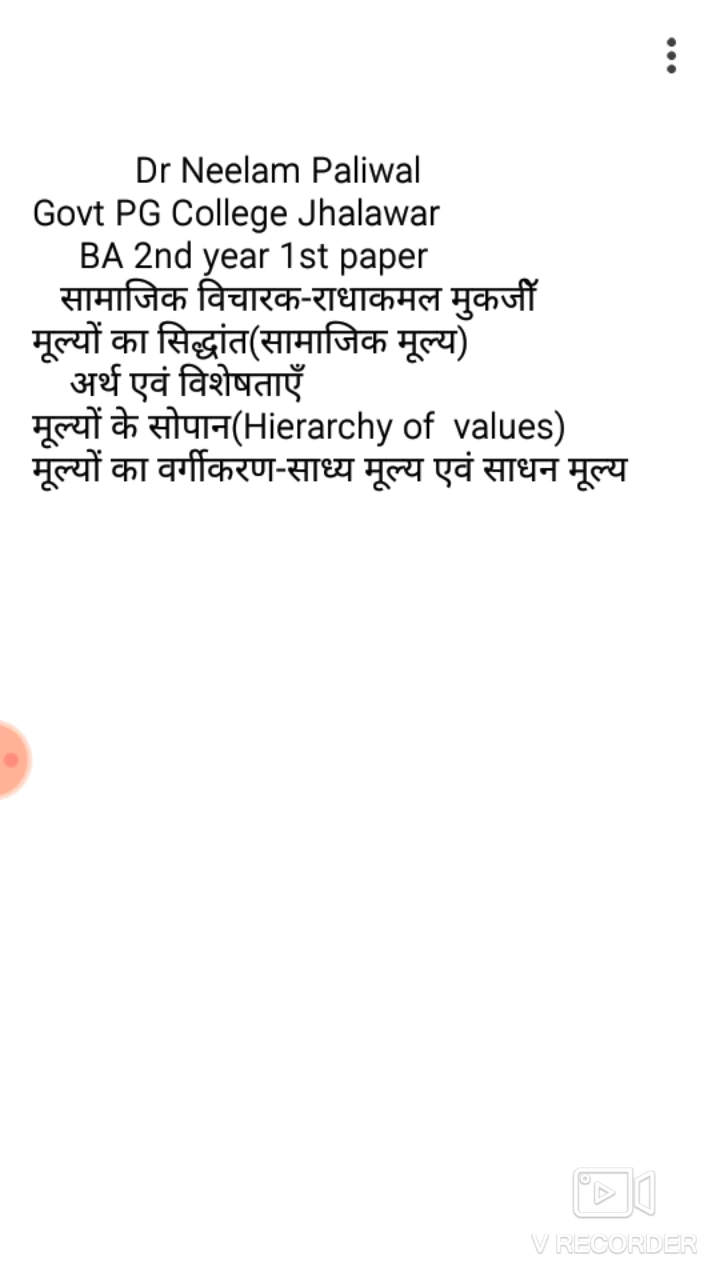 Dr Neelam Paliwal
Govt PG College Jhalawar
BA 2nd year 1st paper
सामाजिक विचारक-राधाकमल मुकर्जी
मूल्यों का सिद्धांत(सामाजिक मूल्य)
अर्थ एवं विशेषताएँ
मूल्यों के सोपान(Hierarchy of values)
मूल्यों का वर्गीकरण-साध्य मूल्य एवं साधन मूल्य
V RECORDER